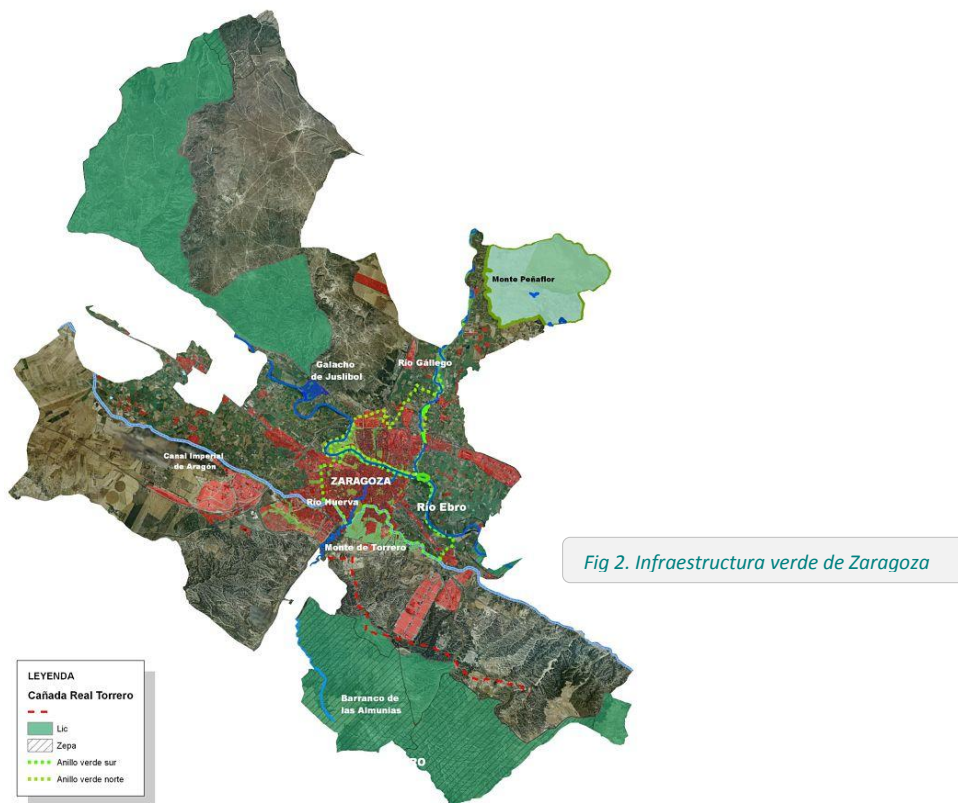 Monte Peñaflor
Galacho
de Juslibol
Río Gállego
Canal Imperial
de Aragón
ZARAGOZA
Río Huerva
Río Ebro
Monte de Torrero
Fig 2. Infraestructura verde de Zaragoza
Barranco de
las Almunias
LEYENDA
Cañada Real Torrero
Lic
Zepa
Anillo verde sur
Anillo verde norte